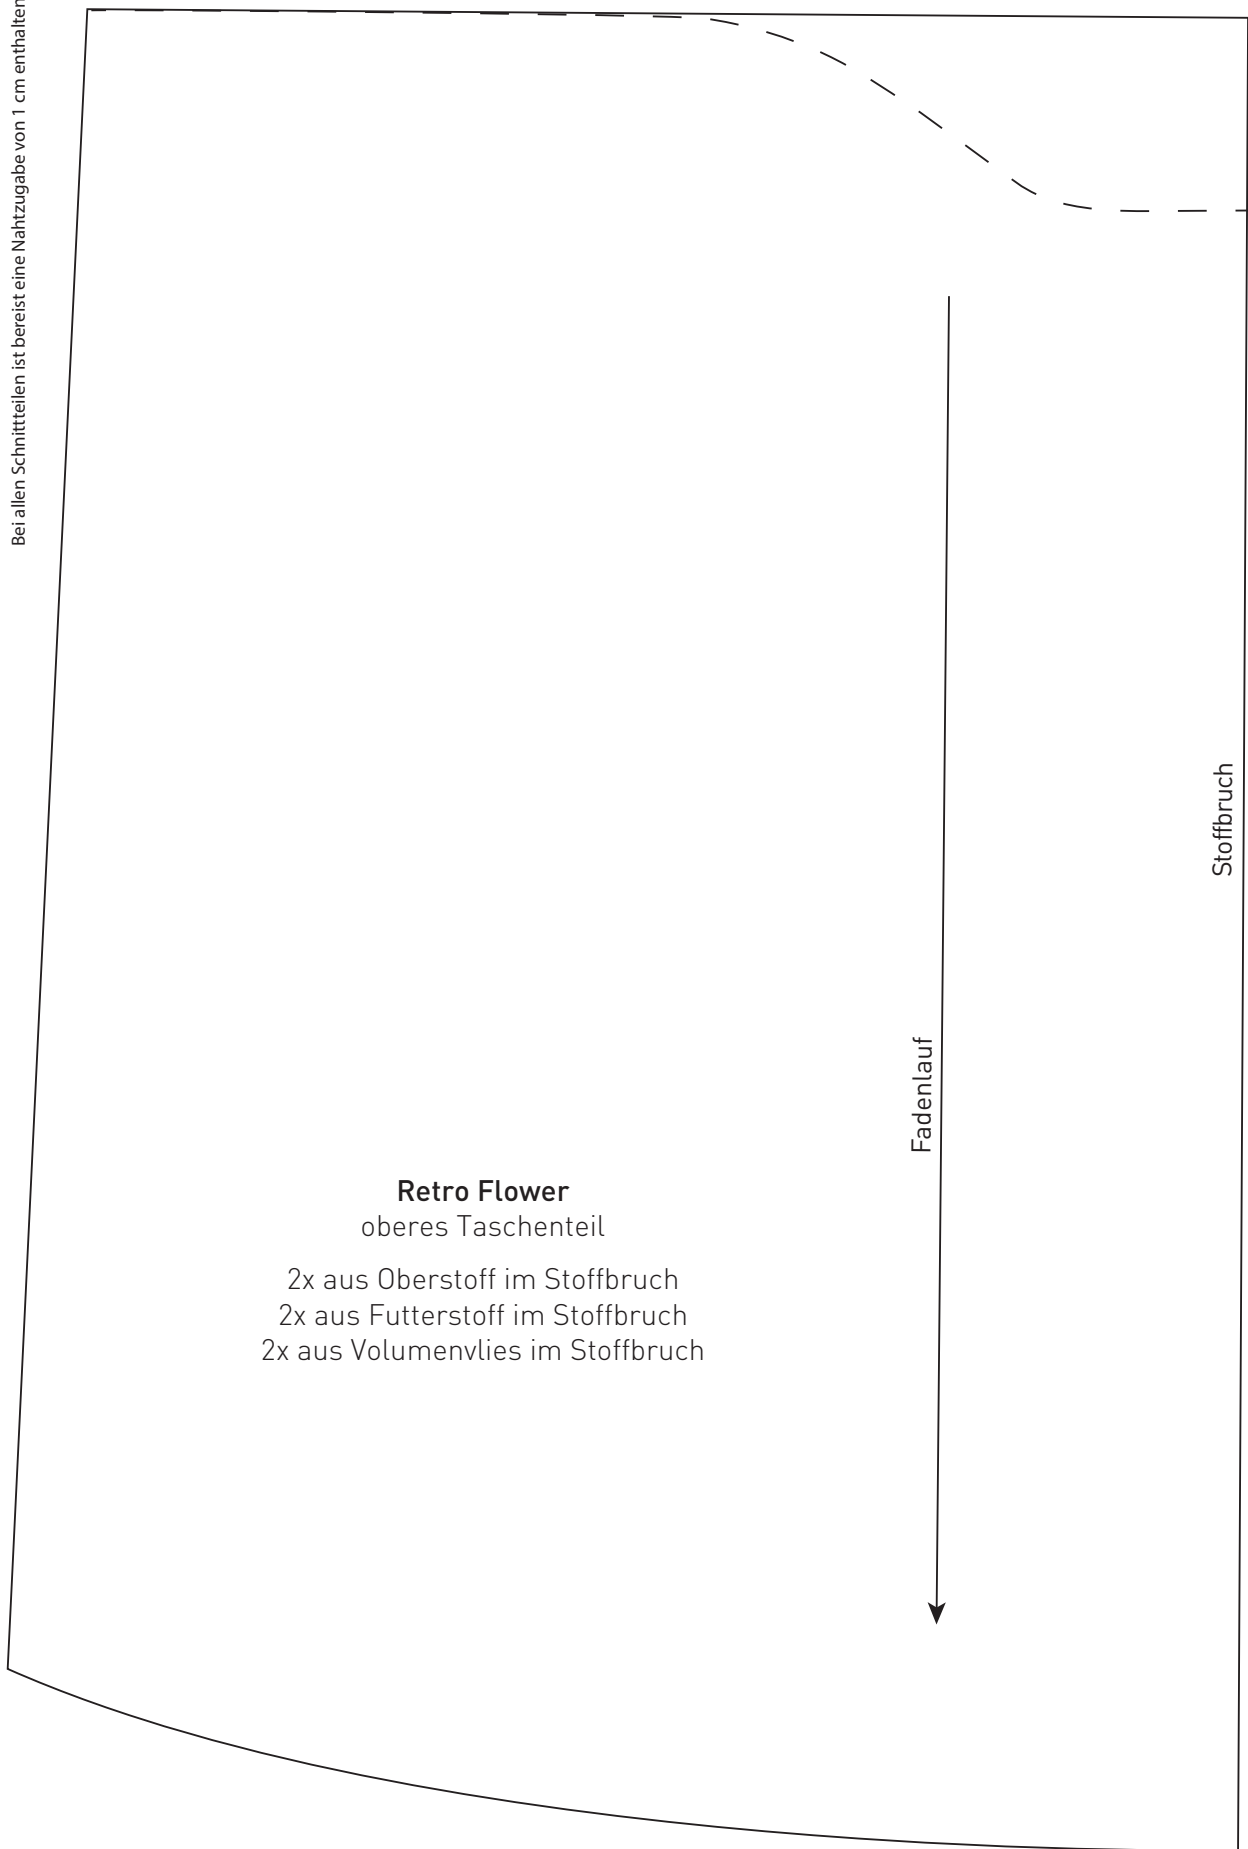 Bei allen Schnittteilen ist bereist eine Nahtzugabe von 1 cm enthalten
Stoffbruch
Fadenlauf
Retro Flower
oberes Taschenteil
2x aus Oberstoff im Stoffbruch
2x aus Futterstoff im Stoffbruch
2x aus Volumenvlies im Stoffbruch